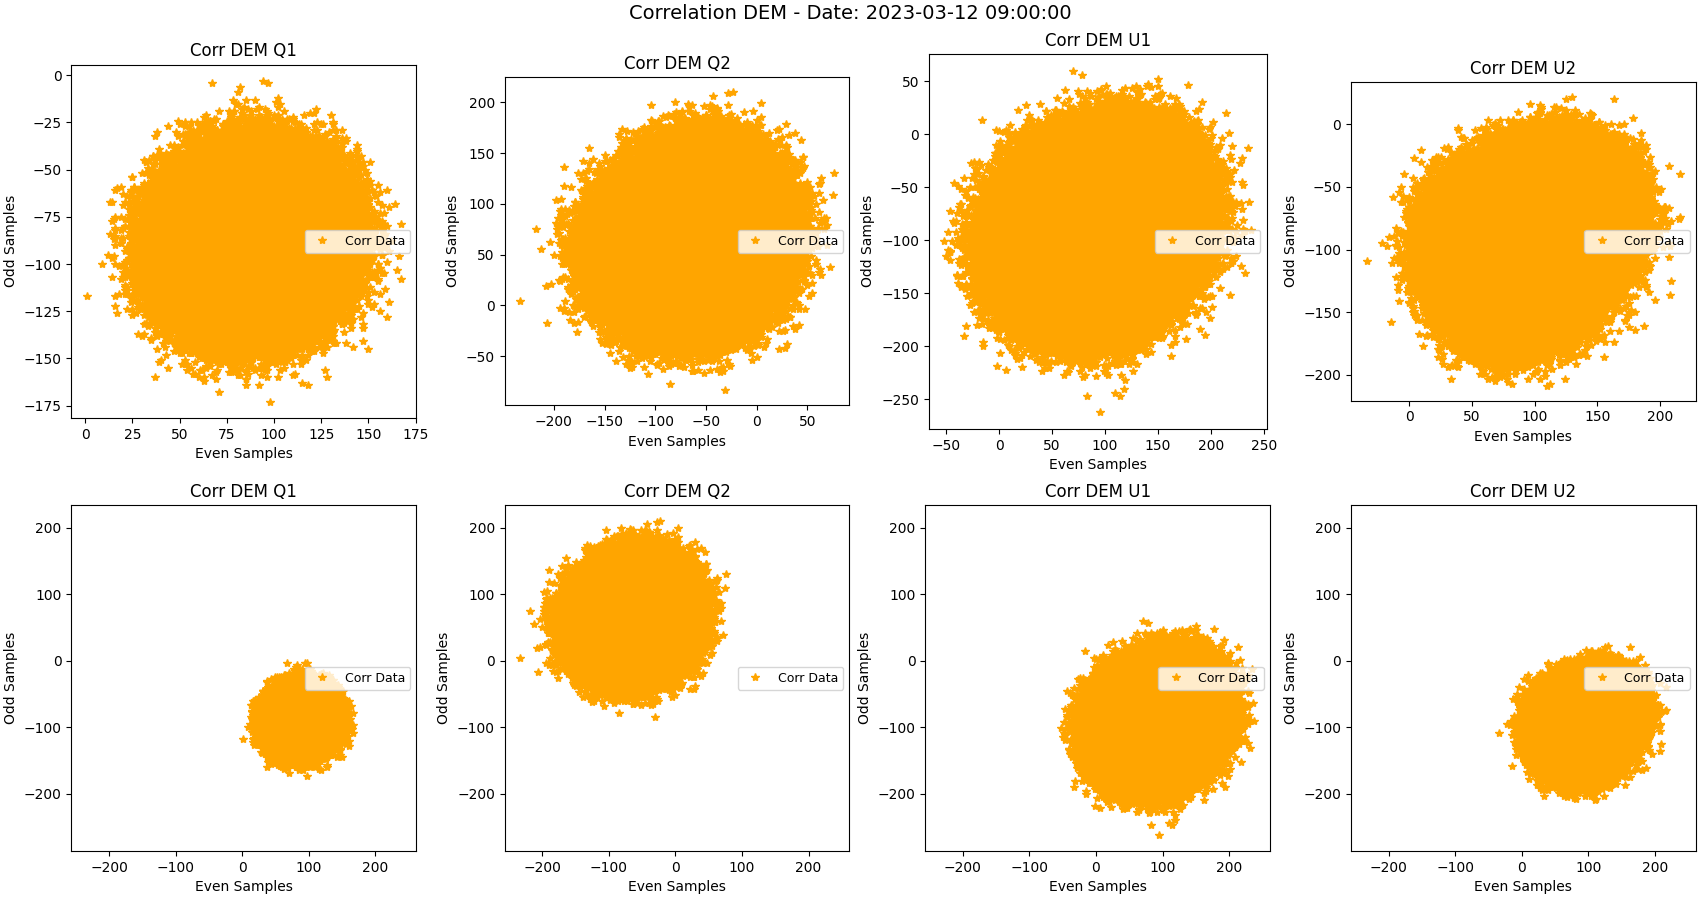 Correlation DEM - Date: 2023-03-12 09:00:00
Corr DEM Q1
Odd Samples
0
−25
−50
−75
−100
−125
−150
−175
Corr Data
0 25 50 75 100 125 150 175
Even Samples
Corr DEM Q2
Odd Samples
200
150
100
50
0
−50
Corr Data
−200 −150 −100 −50 0 50
Even Samples
Corr DEM U1
Odd Samples
50
0
−50
−100
−150
−200
−250
Corr Data
−50 0 50 100 150 200 250
Even Samples
Corr DEM U2
Odd Samples
0
−50
−100
−150
−200
Corr Data
0 50 100 150 200
Even Samples
Corr DEM Q1
Odd Samples
200
100
0
−100
−200
Corr Data
−200 −100 0 100 200
Even Samples
Corr DEM Q2
Odd Samples
200
100
0
−100
−200
Corr Data
−200 −100 0 100 200
Even Samples
Corr DEM U1
Odd Samples
200
100
0
−100
−200
Corr Data
−200 −100 0 100 200
Even Samples
Corr DEM U2
Odd Samples
200
100
0
−100
−200
Corr Data
−200 −100 0 100 200
Even Samples